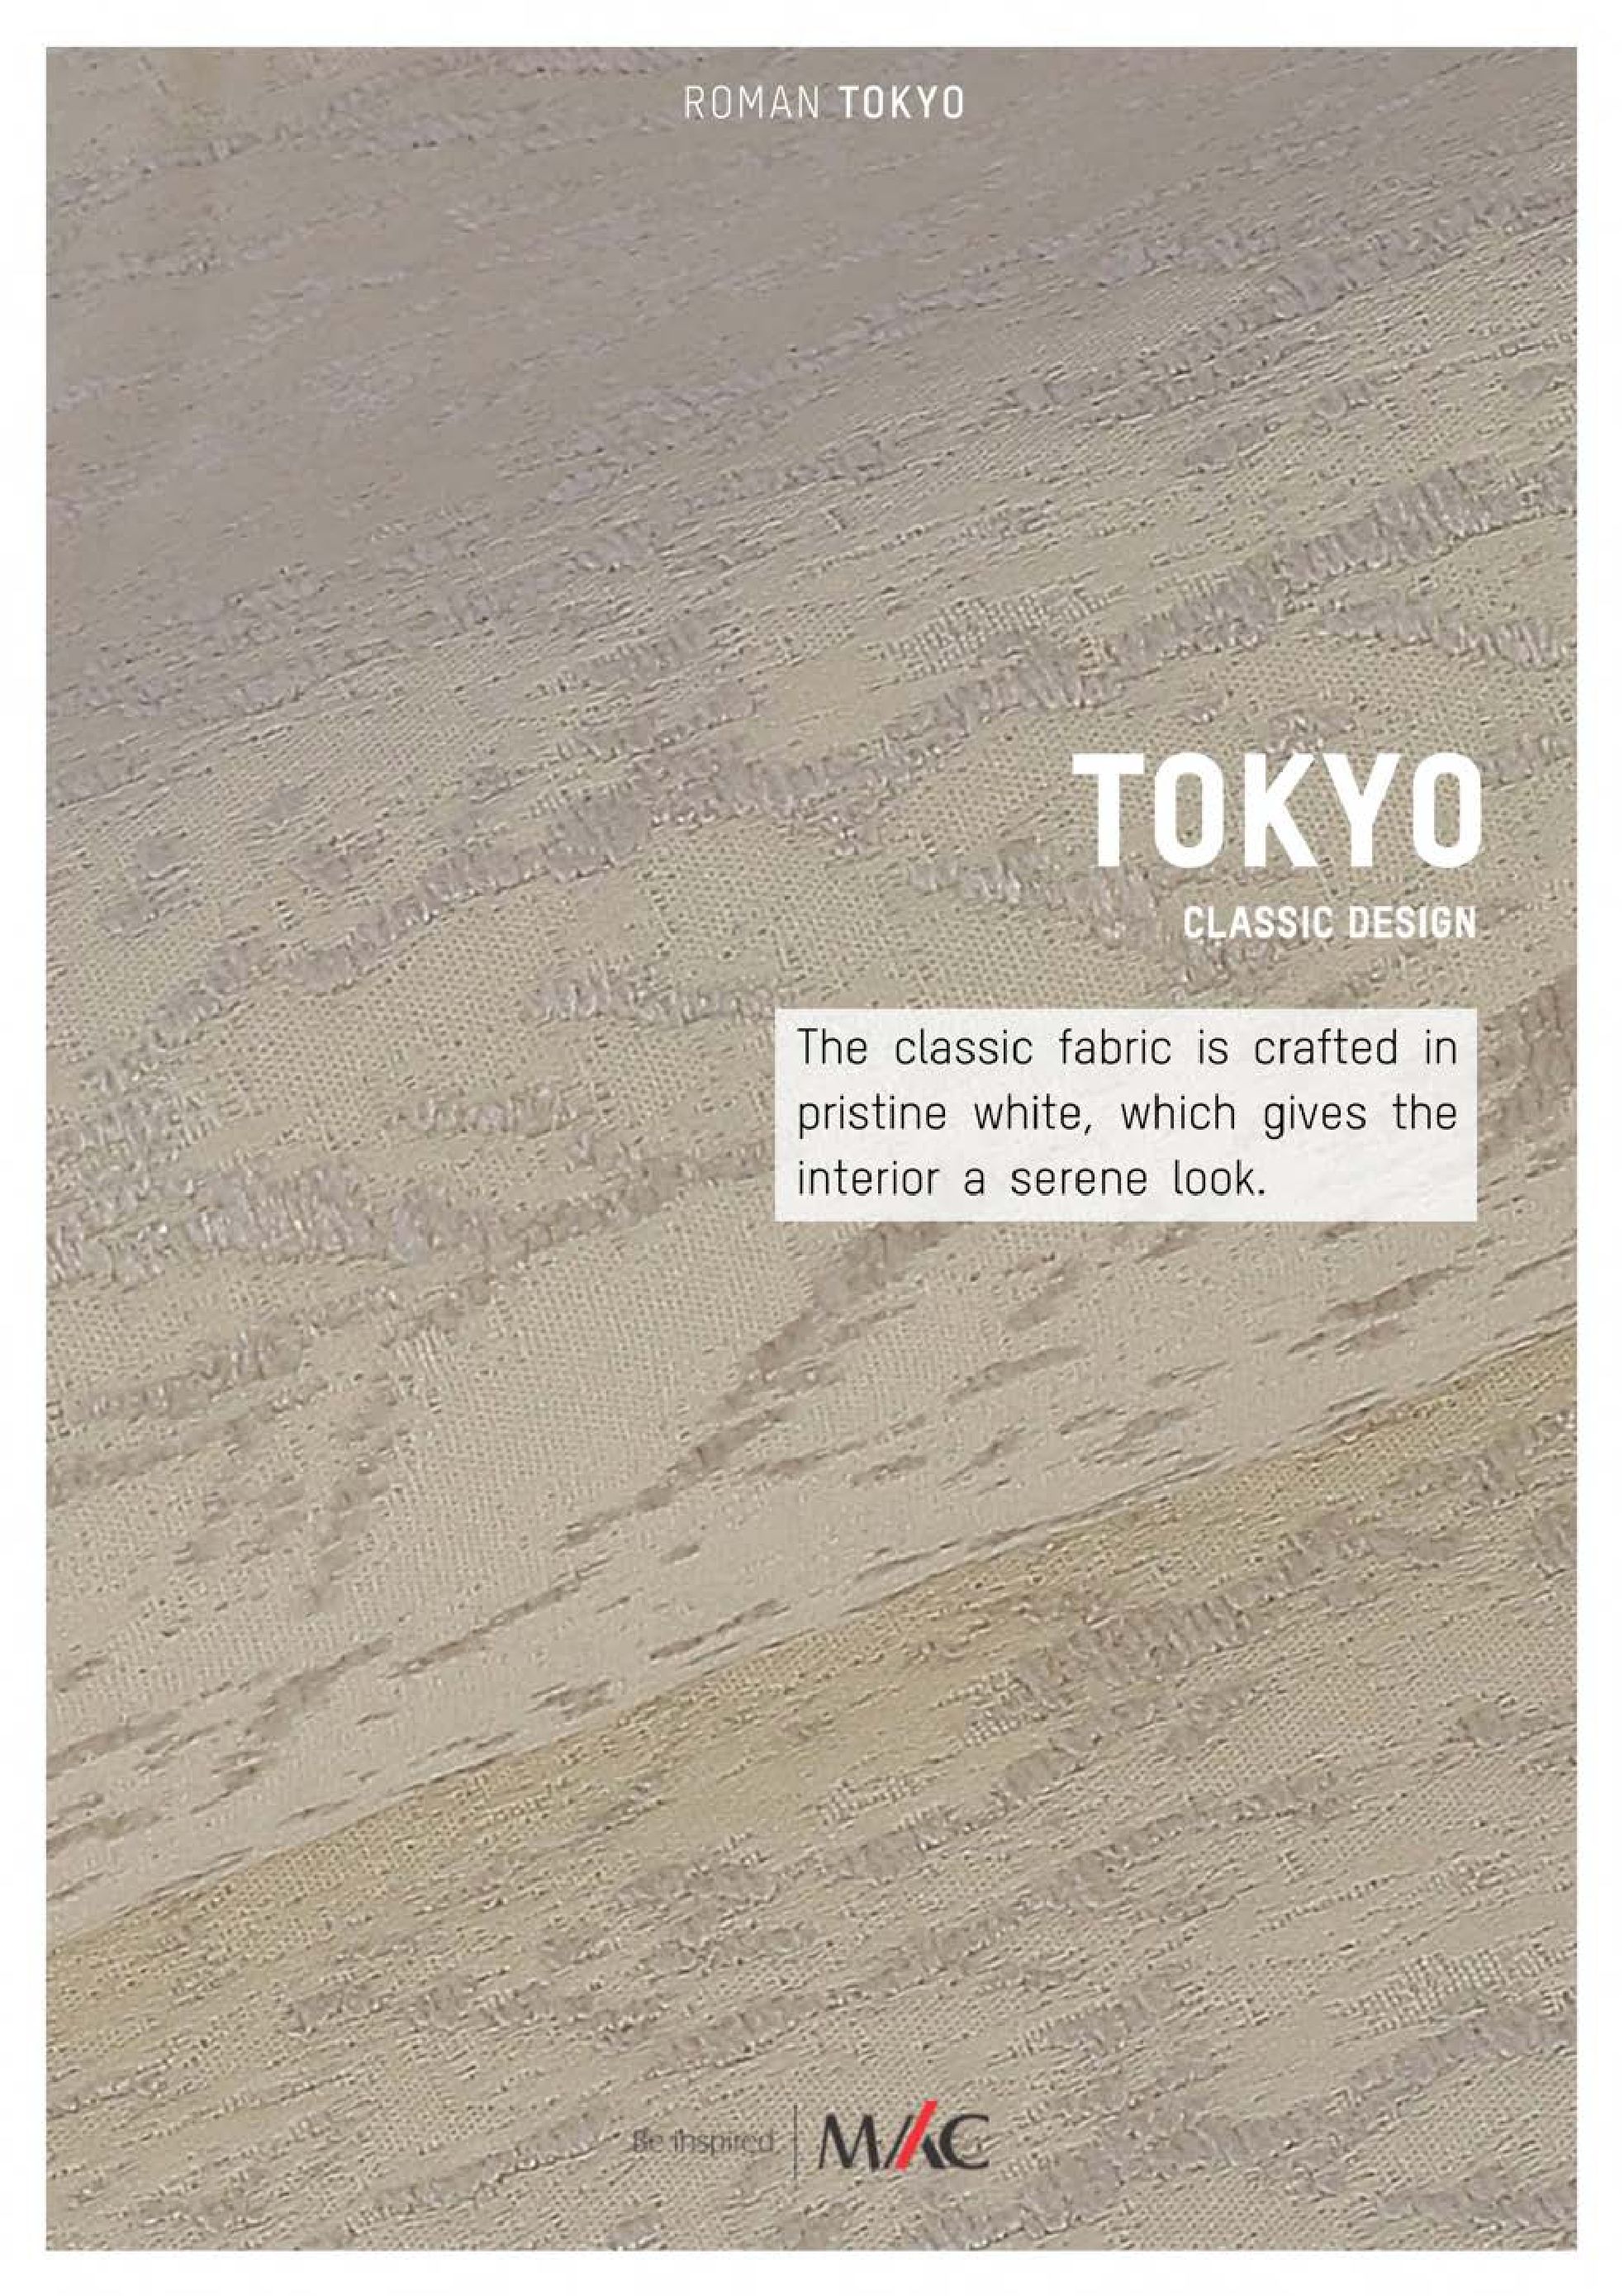 ROMAN TOKYO
TOKYO
CLASSIC DESIGN
The classic fabric is crafted in
pristine white, which gives the
interior a serene look.
Be inspired MAC